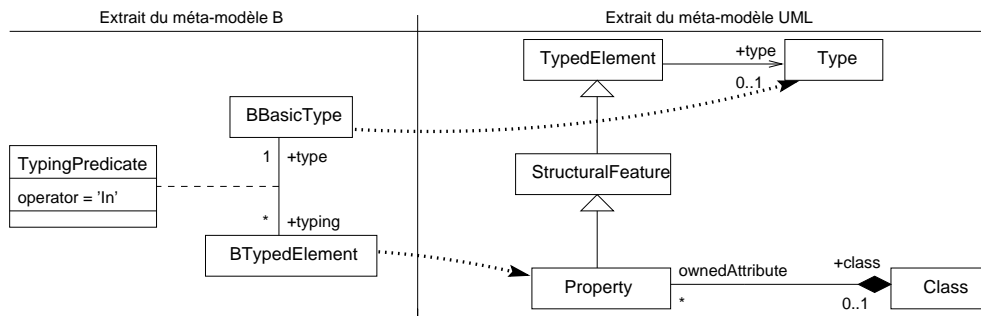 Extrait du méta-modèle B
Extrait du méta-modèle UML
TypedElement
+type
Type
0..1
BBasicType
1 +type
TypingPredicate
operator = ’In’
StructuralFeature
* +typing
BTypedElement
Property
ownedAttribute
*
+class
0..1
Class